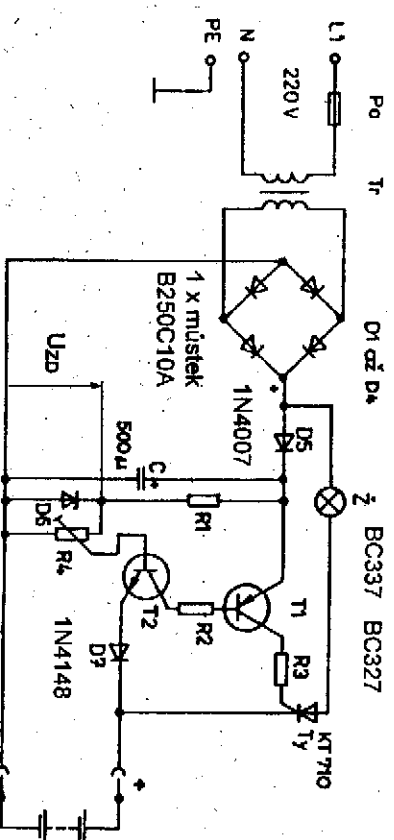 L1
Po
N
220 V
PE
Tr
D1 až D4
1 x můstek
B250C10A
+
1N4007
D5
Ž
BC337 BC327
UZD
500µ
C +
D6
R4
R1
T2
R2
T1
R3
KT 710
Ty
1N4148
D7
+